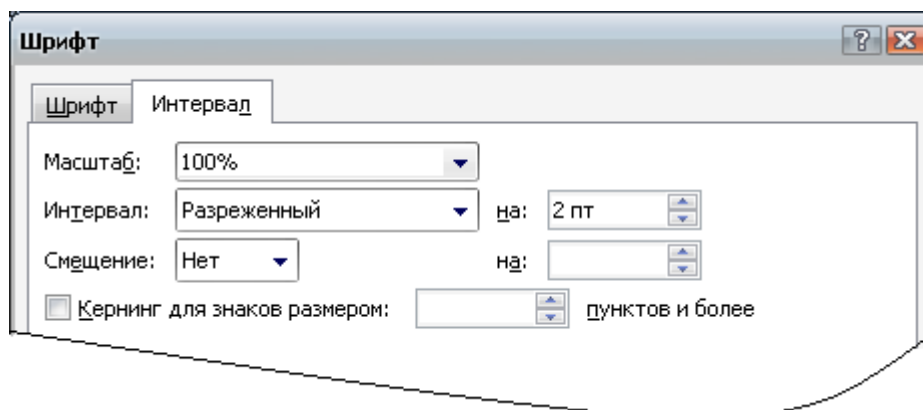 Шрифт
Шрифт Интервал
Масштаб: 100%
Интервал: Разреженный на: 2 пт
Смещение: Нет на:
Кернинг для знаков размером: пунктов и более